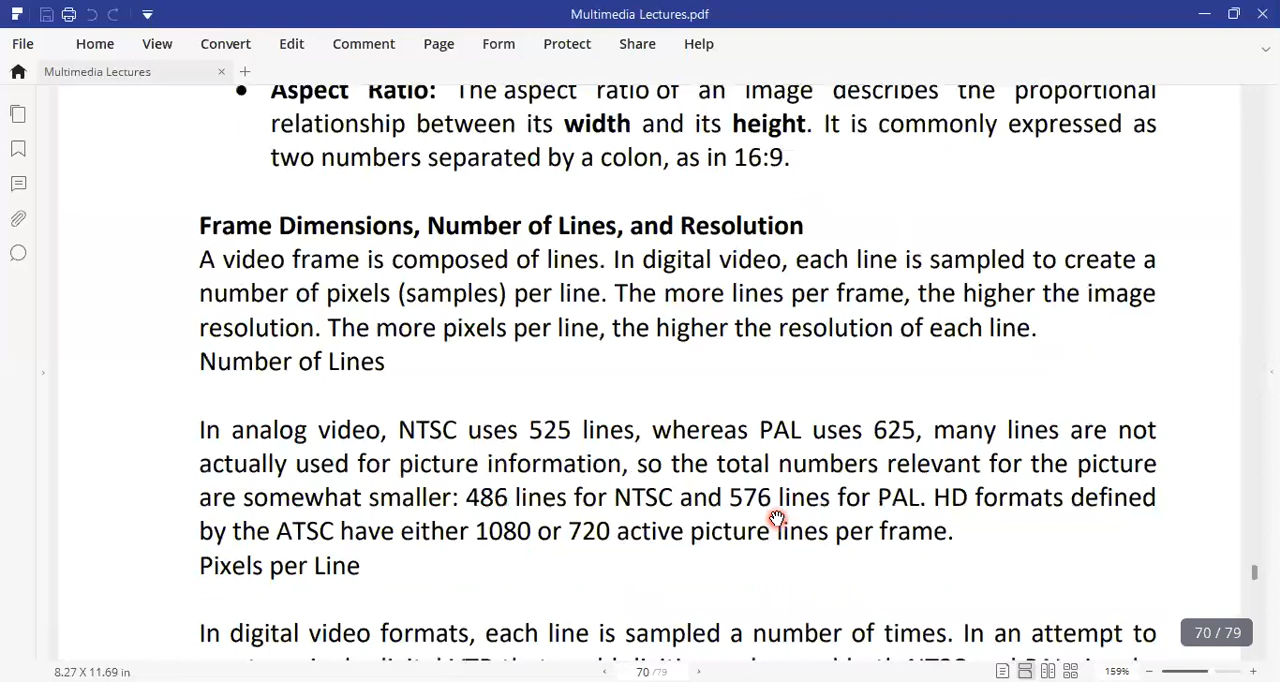 Multimedia Lectures.pdf
File Home View Convert Edit Comment Page Form Protect Share Help
Multimedia Lectures
• Aspect Ratio: The aspect ratio of an image describes the proportional
relationship between its width and its height. It is commonly expressed as
two numbers separated by a colon, as in 16:9.
Frame Dimensions, Number of Lines, and Resolution
A video frame is composed of lines. In digital video, each line is sampled to create a
number of pixels (samples) per line. The more lines per frame, the higher the image
resolution. The more pixels per line, the higher the resolution of each line.
Number of Lines
In analog video, NTSC uses 525 lines, whereas PAL uses 625, many lines are not
actually used for picture information, so the total numbers relevant for the picture
are somewhat smaller: 486 lines for NTSC and 576 lines for PAL. HD formats defined
by the ATSC have either 1080 or 720 active picture lines per frame.
Pixels per Line
In digital video formats, each line is sampled a number of times. In an attempt to
70 / 79
8.27 X 11.69 in 70 /79 159%